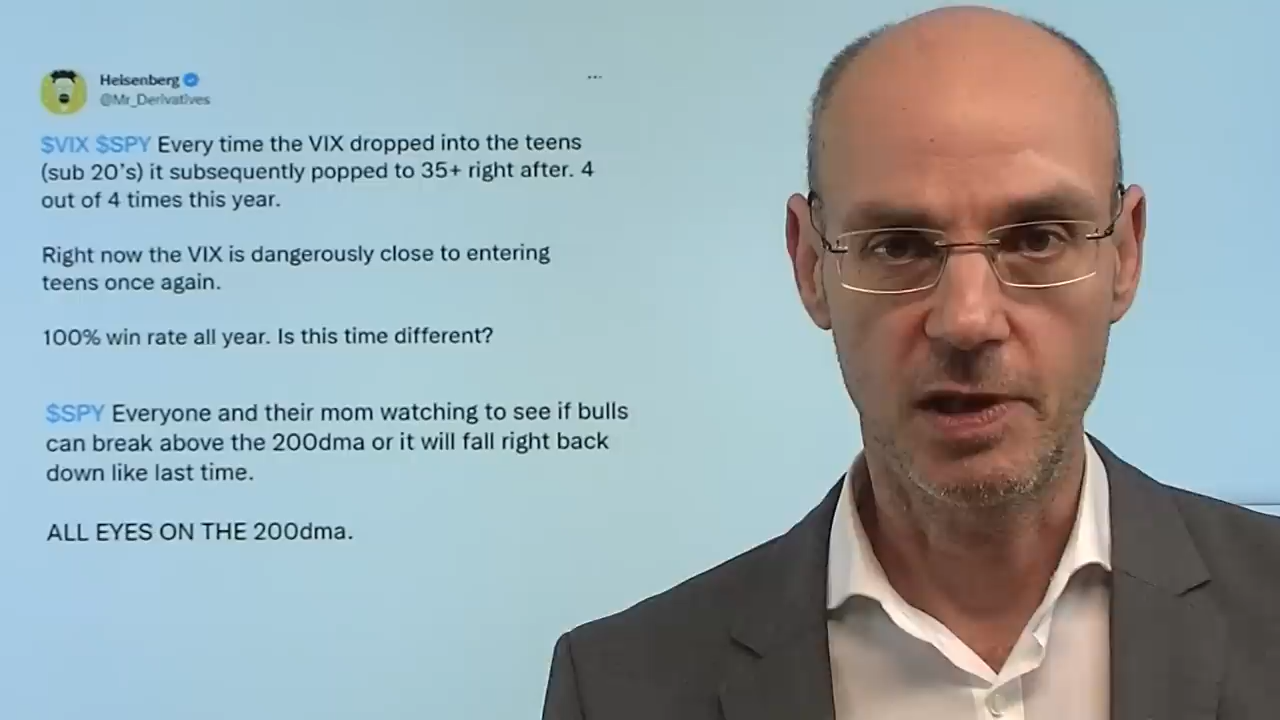 Heisenberg
@Mr_Derivatives
$VIX $SPY Every time the VIX dropped into the teens
(sub 20's) it subsequently popped to 35+ right after. 4
out of 4 times this year.
Right now the VIX is dangerously close to entering
teens once again.
100% win rate all year. Is this time different?
$SPY Everyone and their mom watching to see if bulls
can break above the 200dma or it will fall right back
down like last time.
ALL EYES ON THE 200dma.